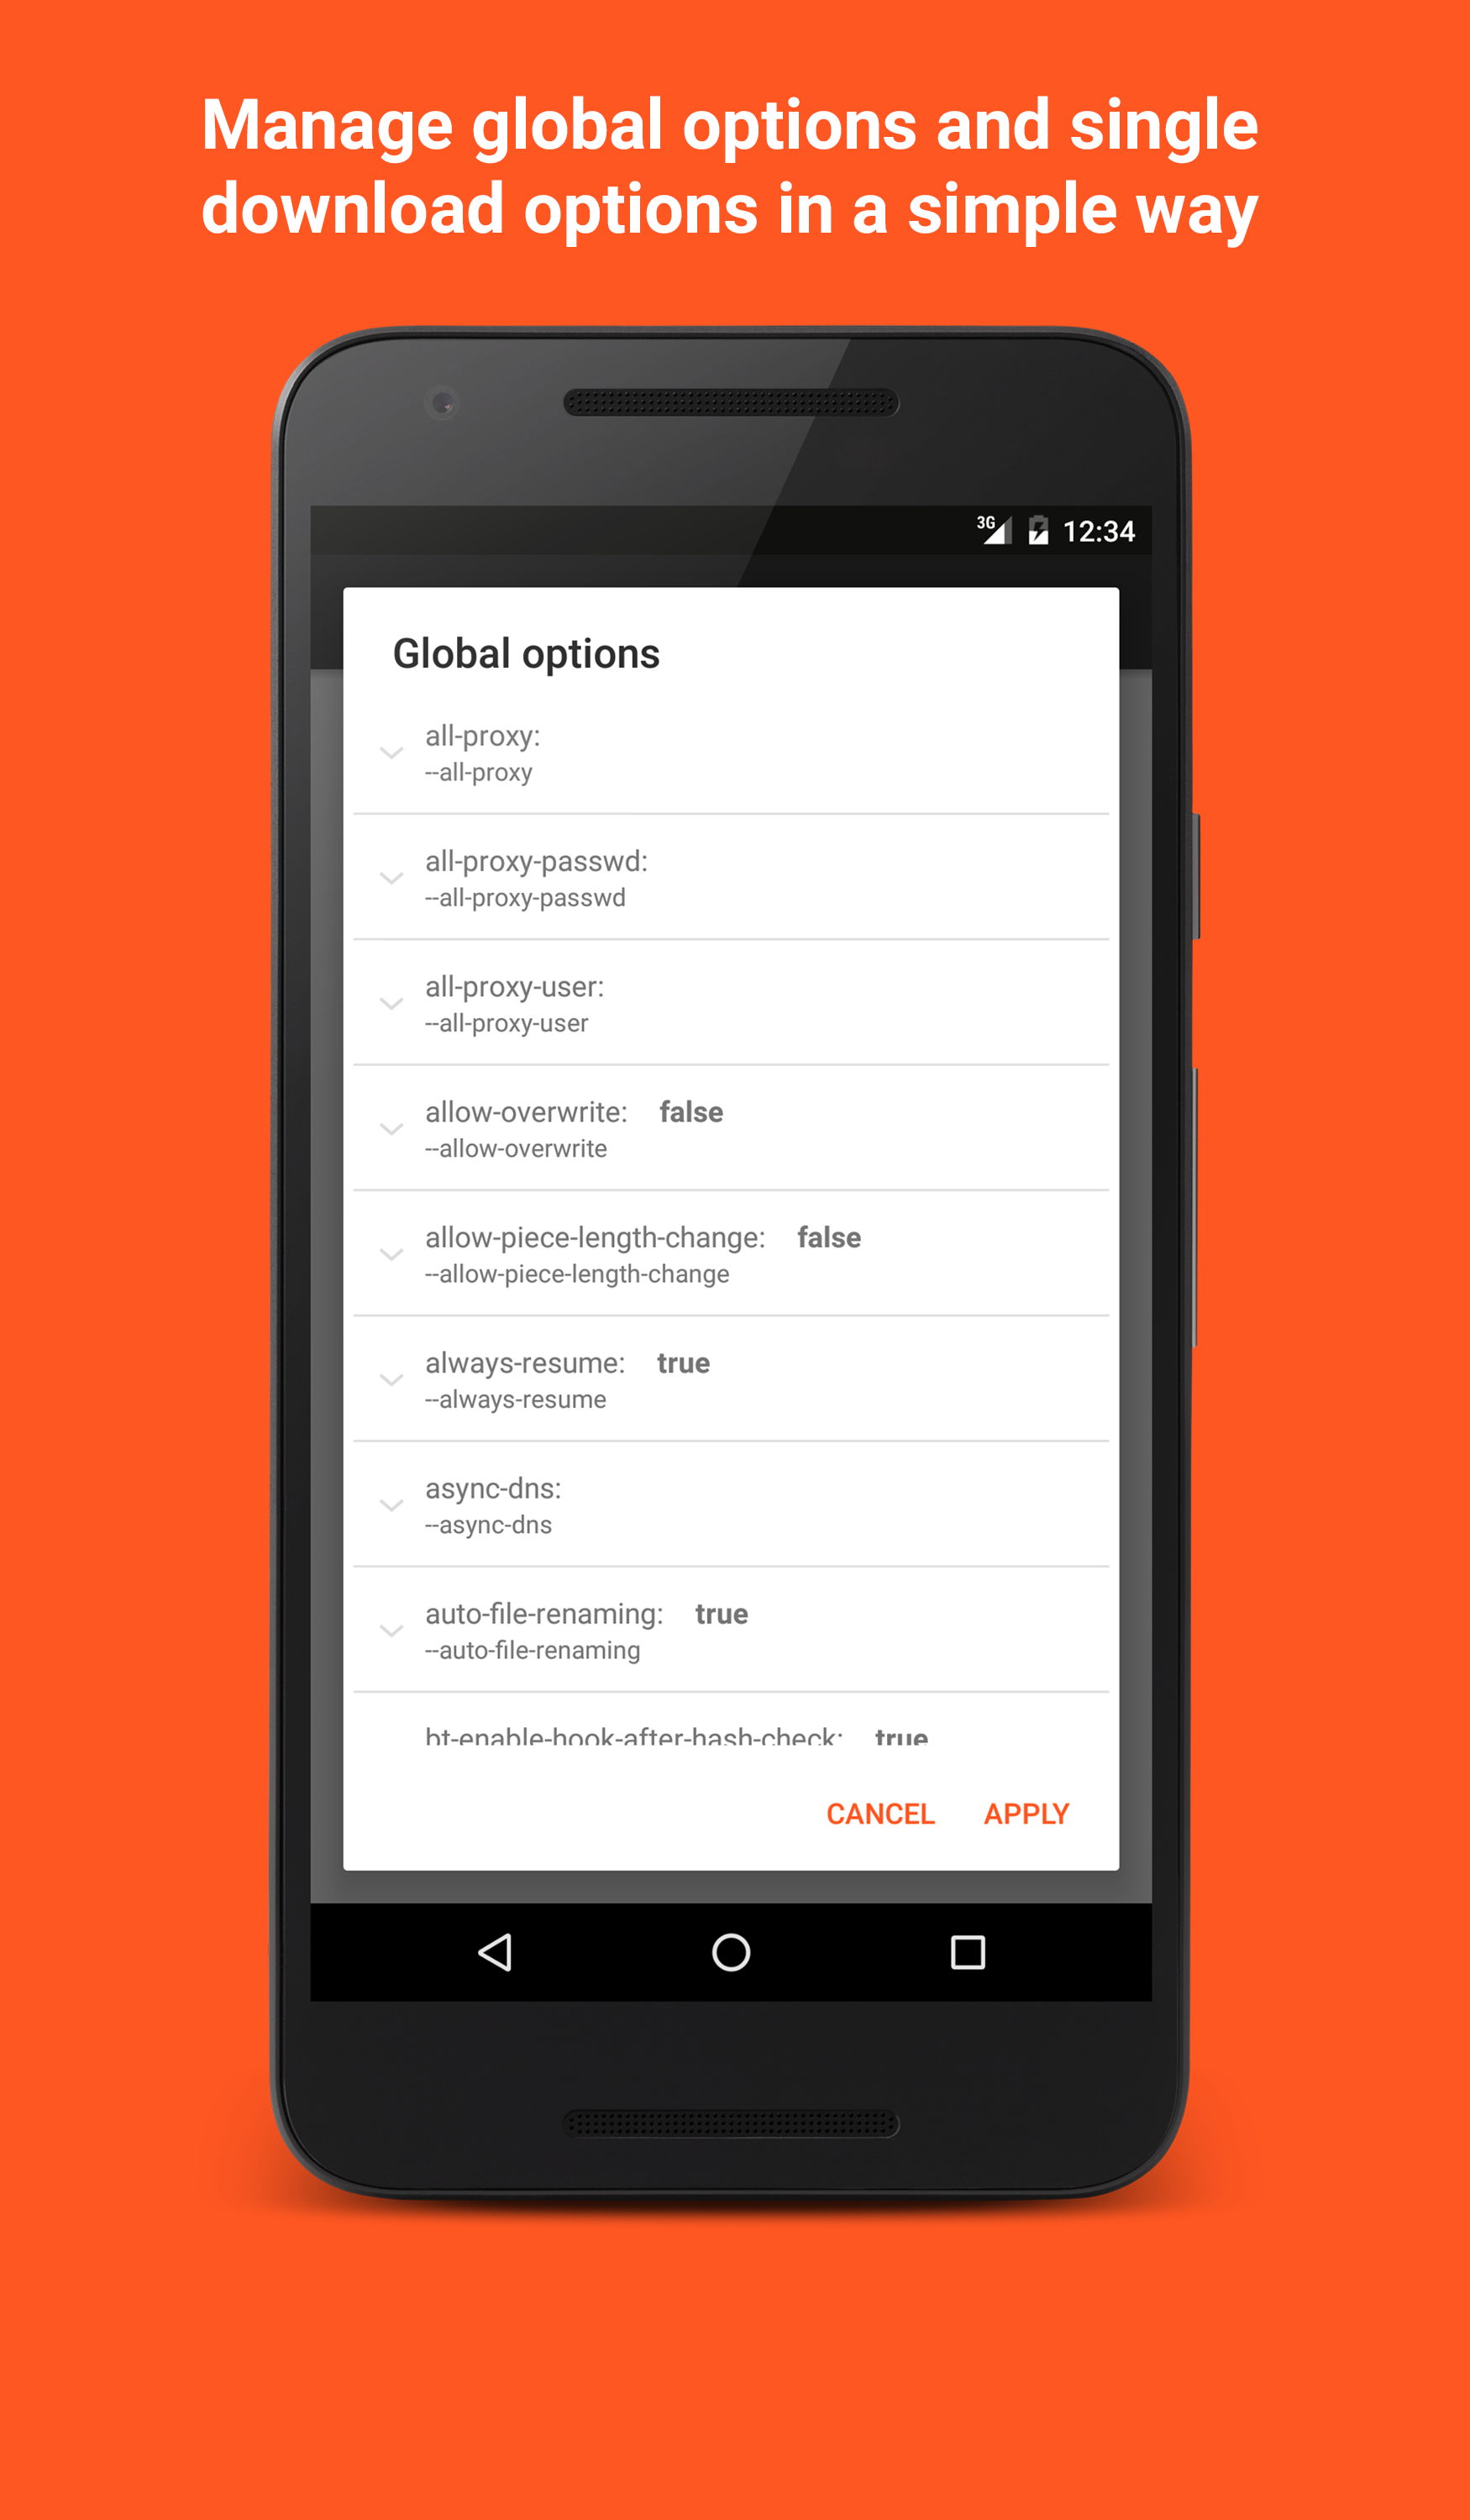 Manage global options and single
download options in a simple way
3G 12:34
Global options
all-proxy:
--all-proxy
all-proxy-passwd:
--all-proxy-passwd
all-proxy-user:
--all-proxy-user
allow-overwrite: false
--allow-overwrite
allow-piece-length-change: false
--allow-piece-length-change
always-resume: true
--always-resume
async-dns:
--async-dns
auto-file-renaming: true
--auto-file-renaming
bt-enable-hook-after-hash-check: true
CANCEL APPLY